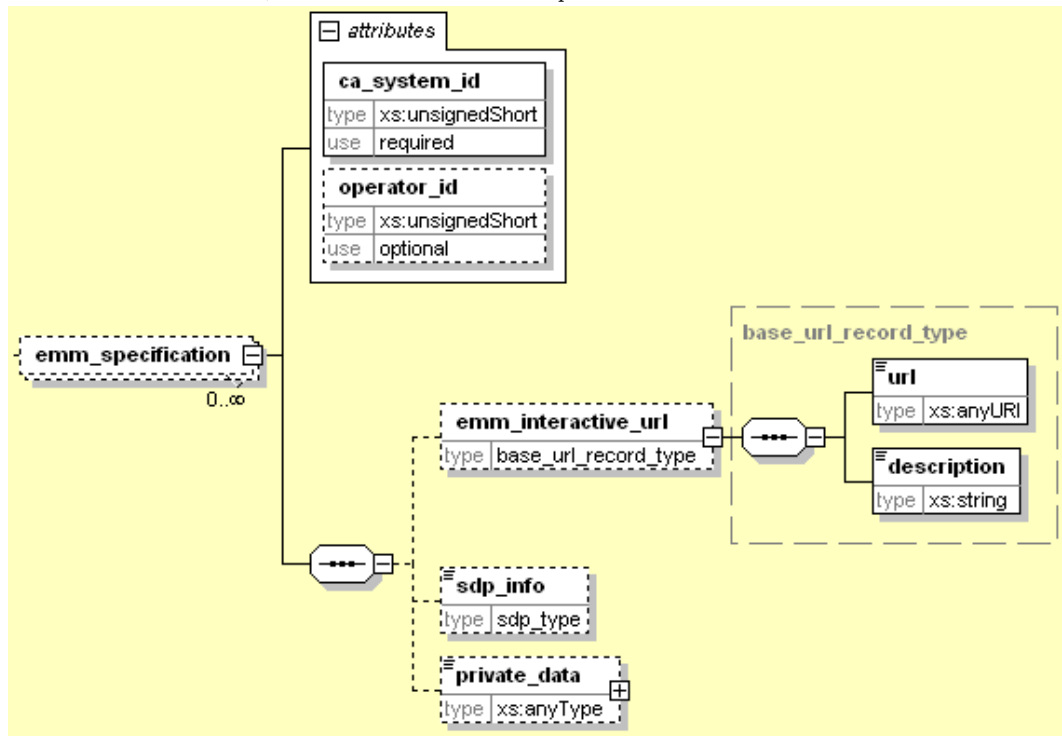 attributes
ca_system_id
type xs:unsignedShort
use required
operator_id
type xs:unsignedShort
use optional
emm_specification
0..∞
base_url_record_type
url
type xs:anyURI
description
type xs:string
emm_interactive_url
type base_url_record_type
sdp_info
type sdp_type
private_data
type xs:anyType